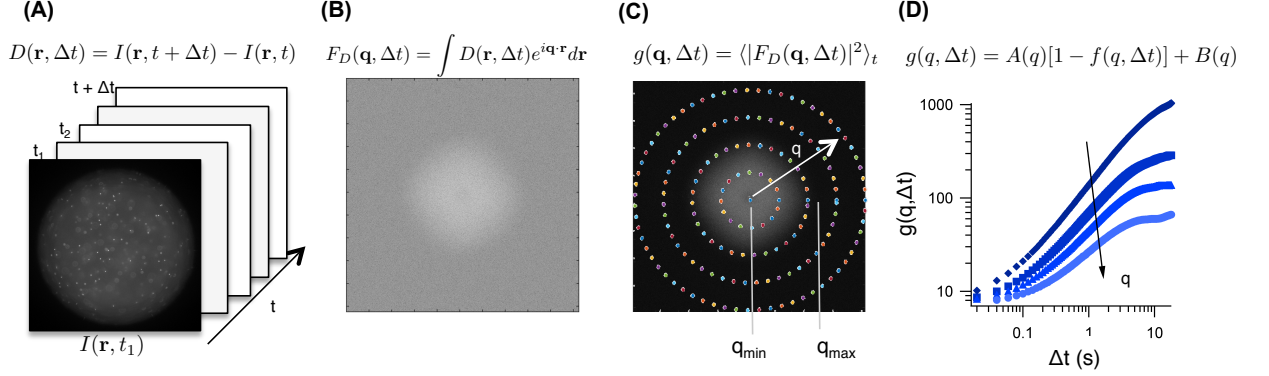 (A)
D(r, Δt) = I(r, t + Δt) − I(r, t)
t + Δt
t₂
t₁
t
I(r, t₁)
(B)
F_D(q, Δt) = ∫ D(r, Δt)e^{iq·r}dr
(C)
g(q, Δt) = ⟨|F_D(q, Δt)|²⟩_t
q
q_min
q_max
(D)
g(q, Δt) = A(q)[1 − f(q, Δt)] + B(q)
1000
100
10
g(q,Δt)
q
0.1
1
10
Δt (s)